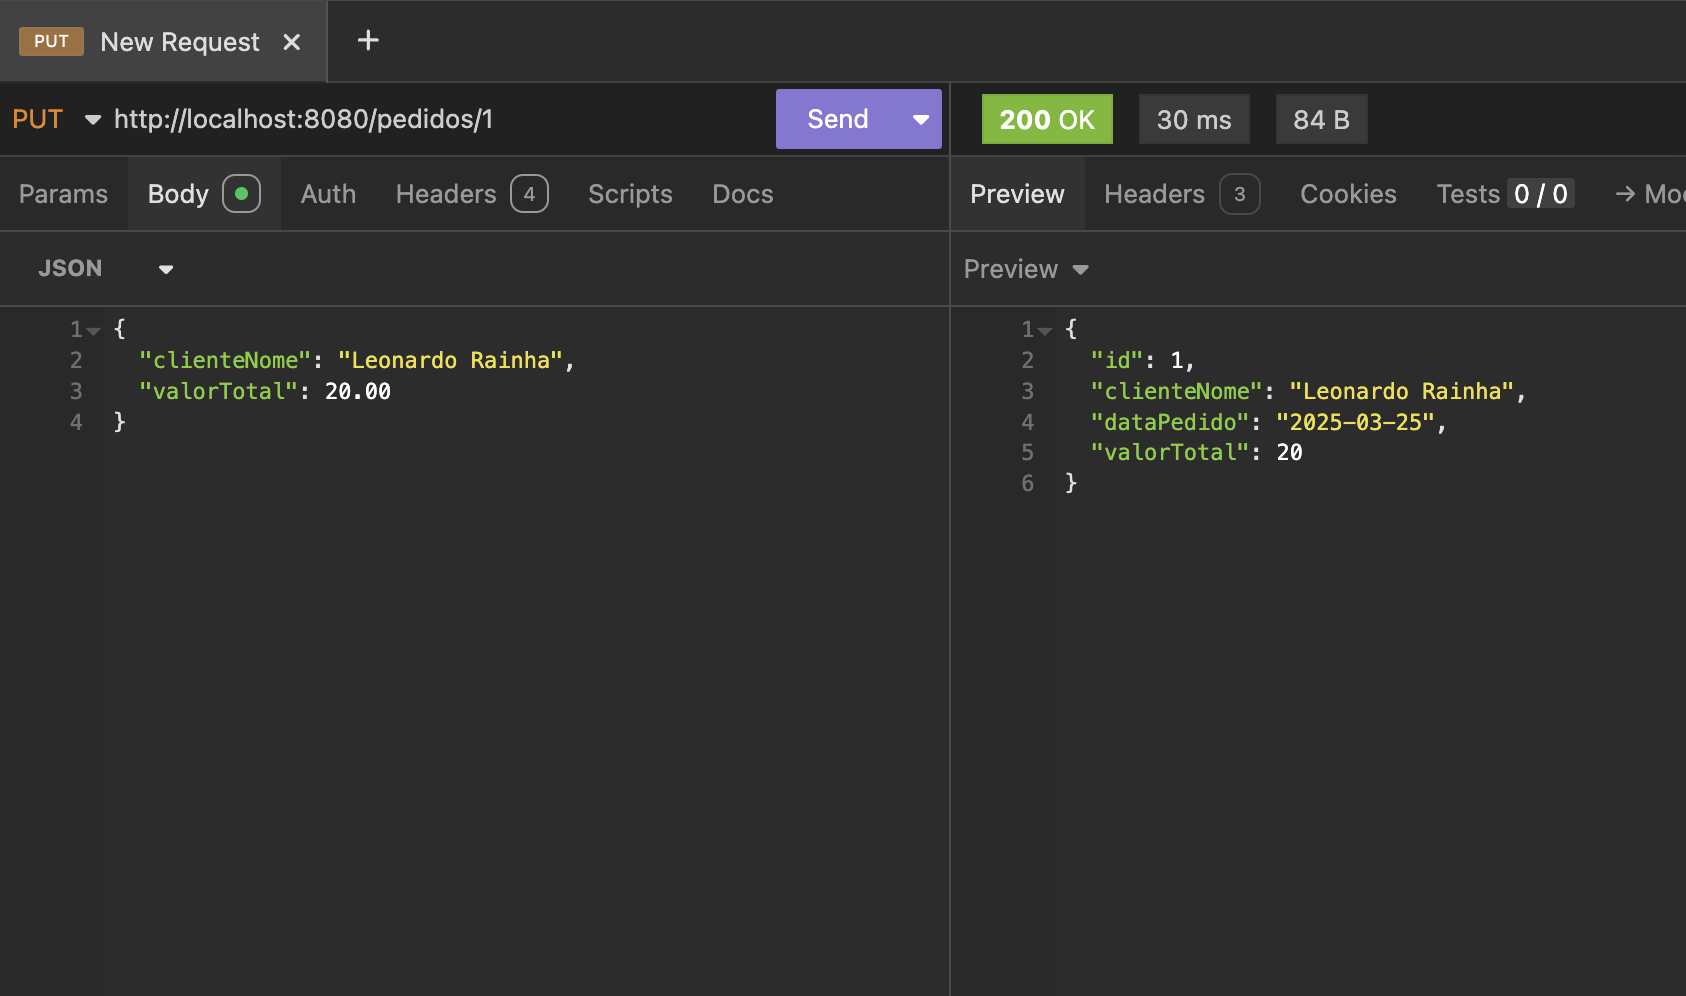 PUT New Request
PUT http://localhost:8080/pedidos/1 Send
Params Body Auth Headers 4 Scripts Docs
JSON
1 {
2 "clienteNome": "Leonardo Rainha",
3 "valorTotal": 20.00
4 }
200 OK 30 ms 84 B
Preview Headers 3 Cookies Tests 0 / 0
Preview
1 {
2 "id": 1,
3 "clienteNome": "Leonardo Rainha",
4 "dataPedido": "2025-03-25",
5 "valorTotal": 20
6 }